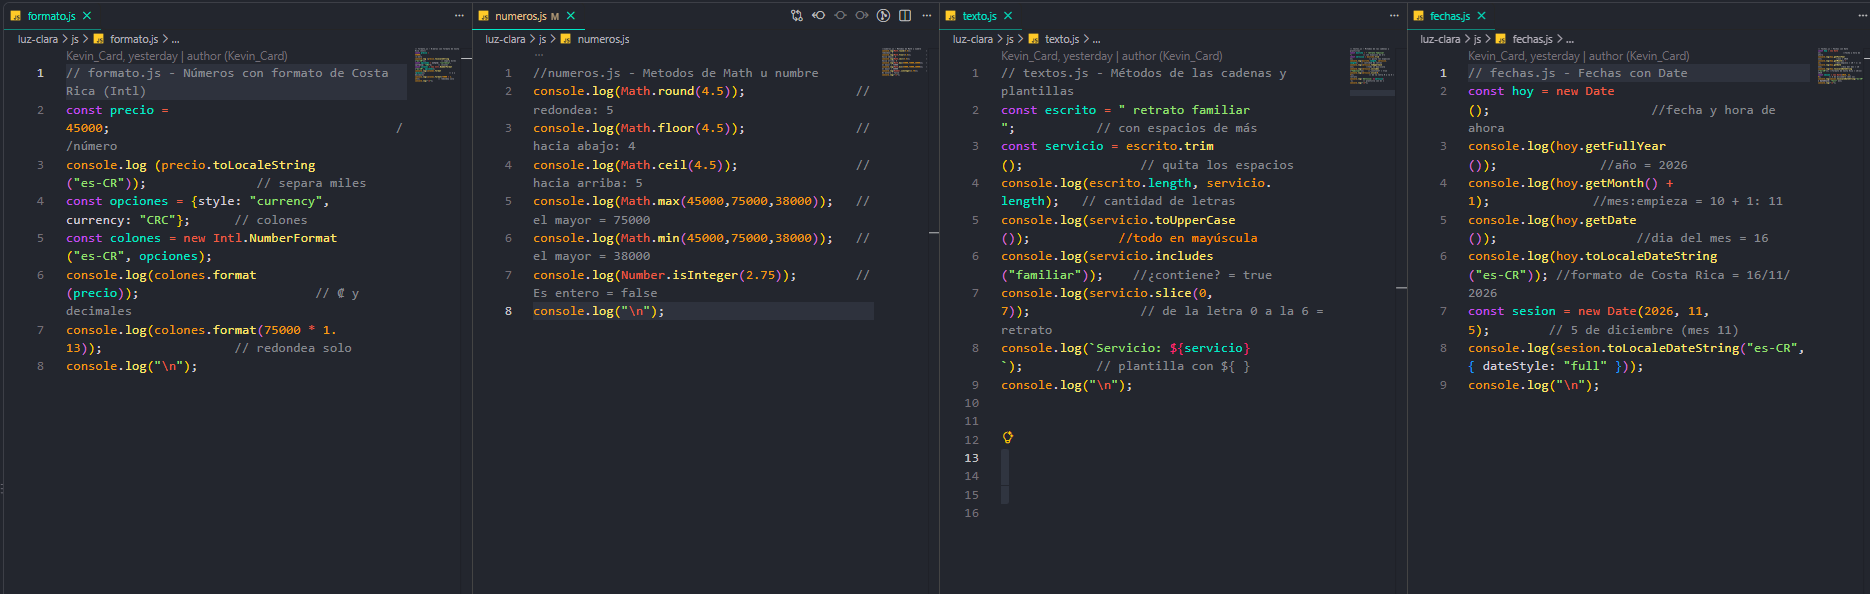 formato.js
luz-clara > js > formato.js > ...
Kevin_Card, yesterday | author (Kevin_Card)
1 // formato.js - Números con formato de Costa
Rica (Intl)
2 const precio =
45000; /
/número
3 console.log (precio.toLocaleString
("es-CR")); // separa miles
4 const opciones = {style: "currency",
currency: "CRC"}; // colones
5 const colones = new Intl.NumberFormat
("es-CR", opciones);
6 console.log(colones.format
(precio)); // ₡ y
decimales
7 console.log(colones.format(75000 * 1.
13)); // redondea solo
8 console.log("\n");
numeros.js M
luz-clara > js > numeros.js
...
1 //numeros.js - Metodos de Math u numbre
2 console.log(Math.round(4.5)); //
redondea: 5
3 console.log(Math.floor(4.5)); //
hacia abajo: 4
4 console.log(Math.ceil(4.5)); //
hacia arriba: 5
5 console.log(Math.max(45000,75000,38000)); //
el mayor = 75000
6 console.log(Math.min(45000,75000,38000)); //
el mayor = 38000
7 console.log(Number.isInteger(2.75)); //
Es entero = false
8 console.log("\n");
texto.js
luz-clara > js > texto.js > ...
Kevin_Card, yesterday | author (Kevin_Card)
1 // textos.js - Métodos de las cadenas y
plantillas
2 const escrito = " retrato familiar
"; // con espacios de más
3 const servicio = escrito.trim
(); // quita los espacios
4 console.log(escrito.length, servicio.
length); // cantidad de letras
5 console.log(servicio.toUpperCase
()); //todo en mayúscula
6 console.log(servicio.includes
("familiar")); //¿contiene? = true
7 console.log(servicio.slice(0,
7)); // de la letra 0 a la 6 =
retrato
8 console.log(`Servicio: ${servicio}
`); // plantilla con ${ }
9 console.log("\n");
10
11
12
13
14
15
16
fechas.js
luz-clara > js > fechas.js > ...
Kevin_Card, yesterday | author (Kevin_Card)
1 // fechas.js - Fechas con Date
2 const hoy = new Date
(); //fecha y hora de
ahora
3 console.log(hoy.getFullYear
()); //año = 2026
4 console.log(hoy.getMonth() +
1); //mes:empieza = 10 + 1: 11
5 console.log(hoy.getDate
()); //dia del mes = 16
6 console.log(hoy.toLocaleDateString
("es-CR")); //formato de Costa Rica = 16/11/
2026
7 const sesion = new Date(2026, 11,
5); // 5 de diciembre (mes 11)
8 console.log(sesion.toLocaleDateString("es-CR",
{ dateStyle: "full" }));
9 console.log("\n");